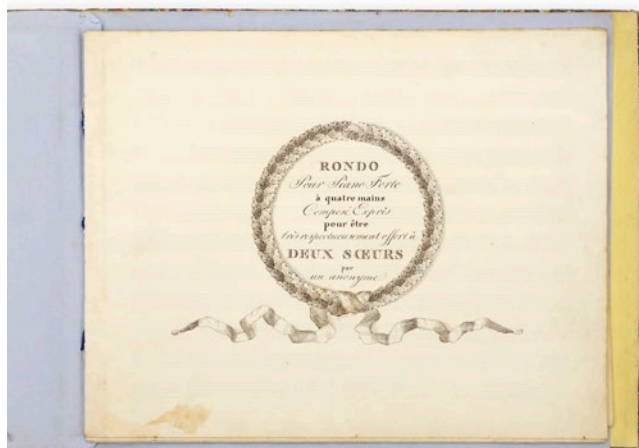 RONDO
Pour Piano Forte
à quatre mains
Composé Exprès
pour être
très respectueusement offert à
DEUX SŒURS
par
un anonyme